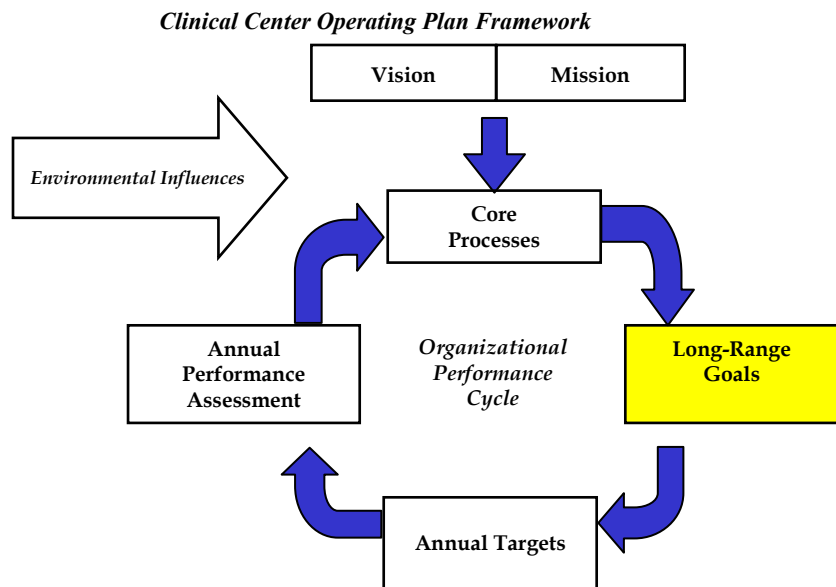 Clinical Center Operating Plan Framework
Vision
Mission
Environmental Influences
Core
Processes
Annual
Performance
Assessment
Organizational
Performance
Cycle
Long-Range
Goals
Annual Targets